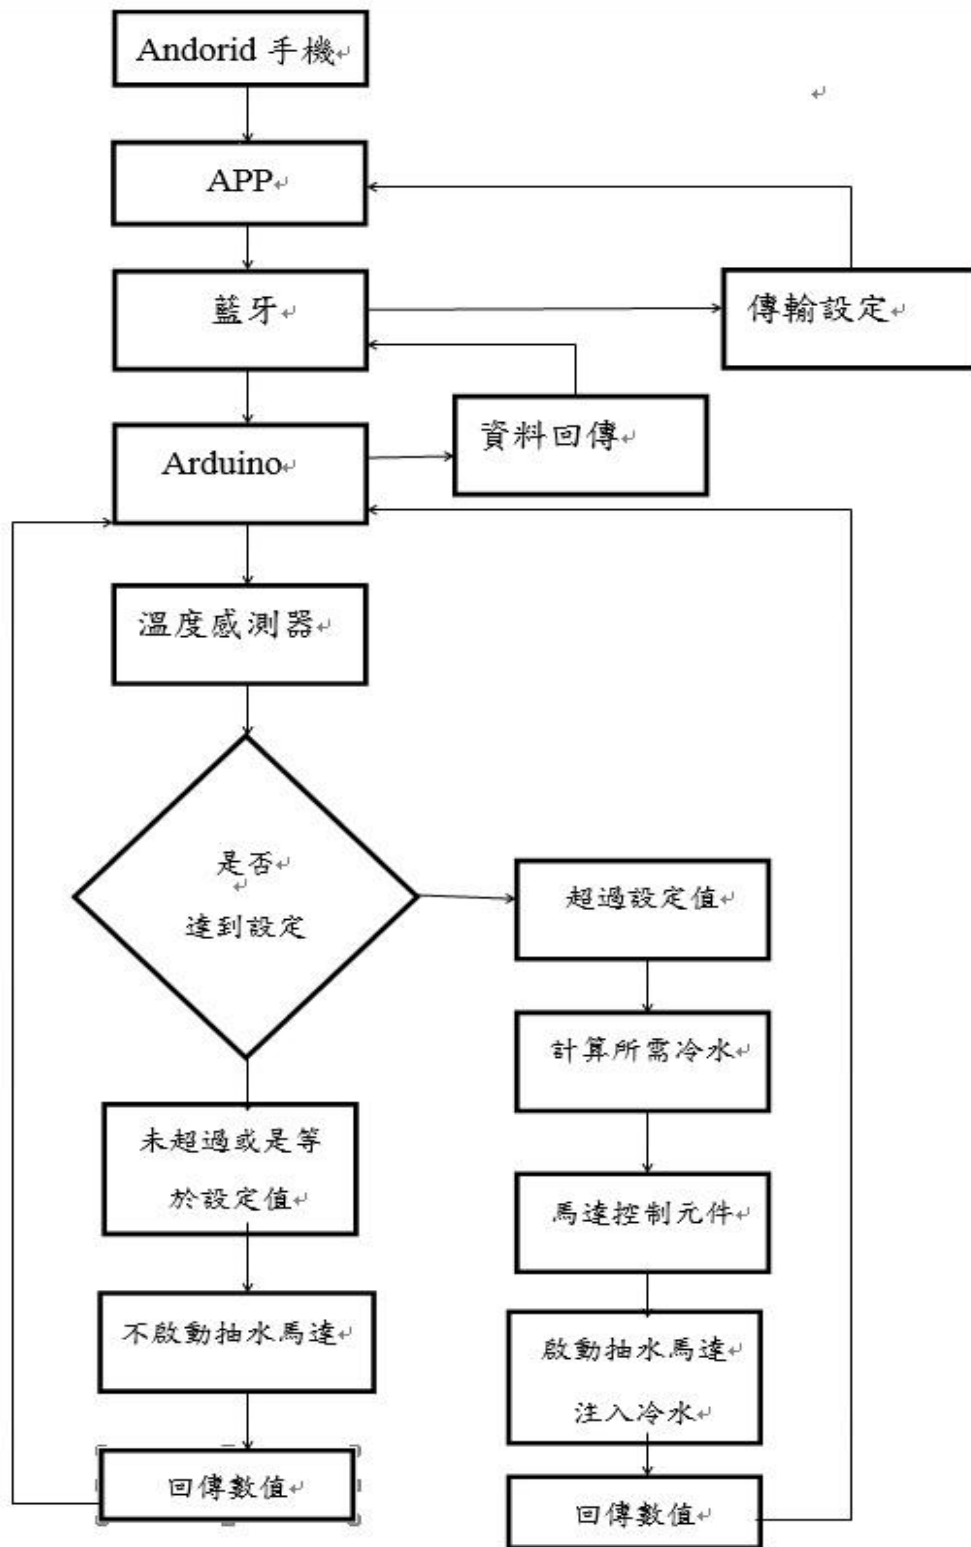 Andorid 手機
APP
藍牙
傳輸設定
資料回傳
Arduino
溫度感測器
是否
達到設定
超過設定值
計算所需冷水
未超過或是等
於設定值
馬達控制元件
不啟動抽水馬達
啟動抽水馬達
注入冷水
回傳數值
回傳數值